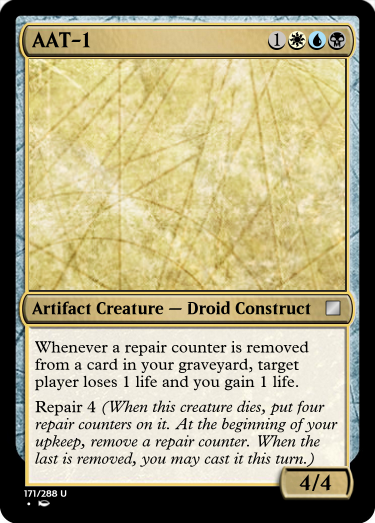 AAT-1 1
Artifact Creature — Droid Construct
Whenever a repair counter is removed
from a card in your graveyard, target
player loses 1 life and you gain 1 life.
Repair 4 (When this creature dies, put four
repair counters on it. At the beginning of your
upkeep, remove a repair counter. When the
last is removed, you may cast it this turn.)
4/4
171/288 U